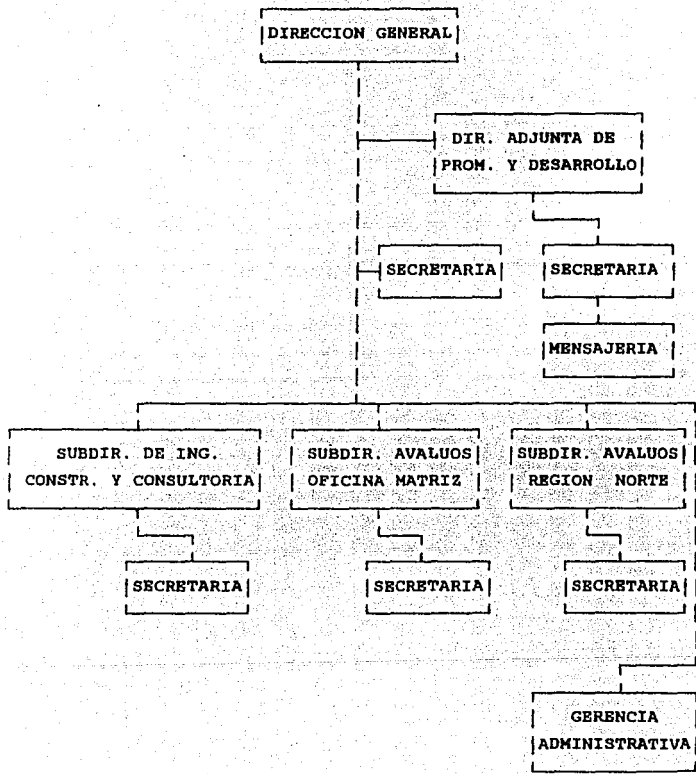 DIRECCION GENERAL
DIR. ADJUNTA DE
PROM. Y DESARROLLO
SECRETARIA
SECRETARIA
MENSAJERIA
SUBDIR. DE ING.
CONSTR. Y CONSULTORIA
SUBDIR. AVALUOS
OFICINA MATRIZ
SUBDIR. AVALUOS
REGION NORTE
SECRETARIA
SECRETARIA
SECRETARIA
GERENCIA
ADMINISTRATIVA